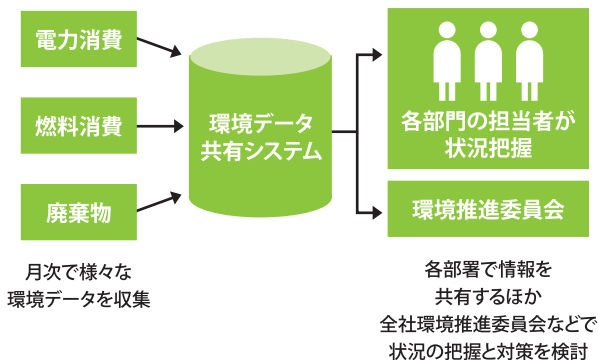 電力消費
燃料消費
廃棄物
月次で様々な
環境データを収集
環境データ
共有システム
各部門の担当者が
状況把握
環境推進委員会
各部署で情報を
共有するほか
全社環境推進委員会などで
状況の把握と対策を検討